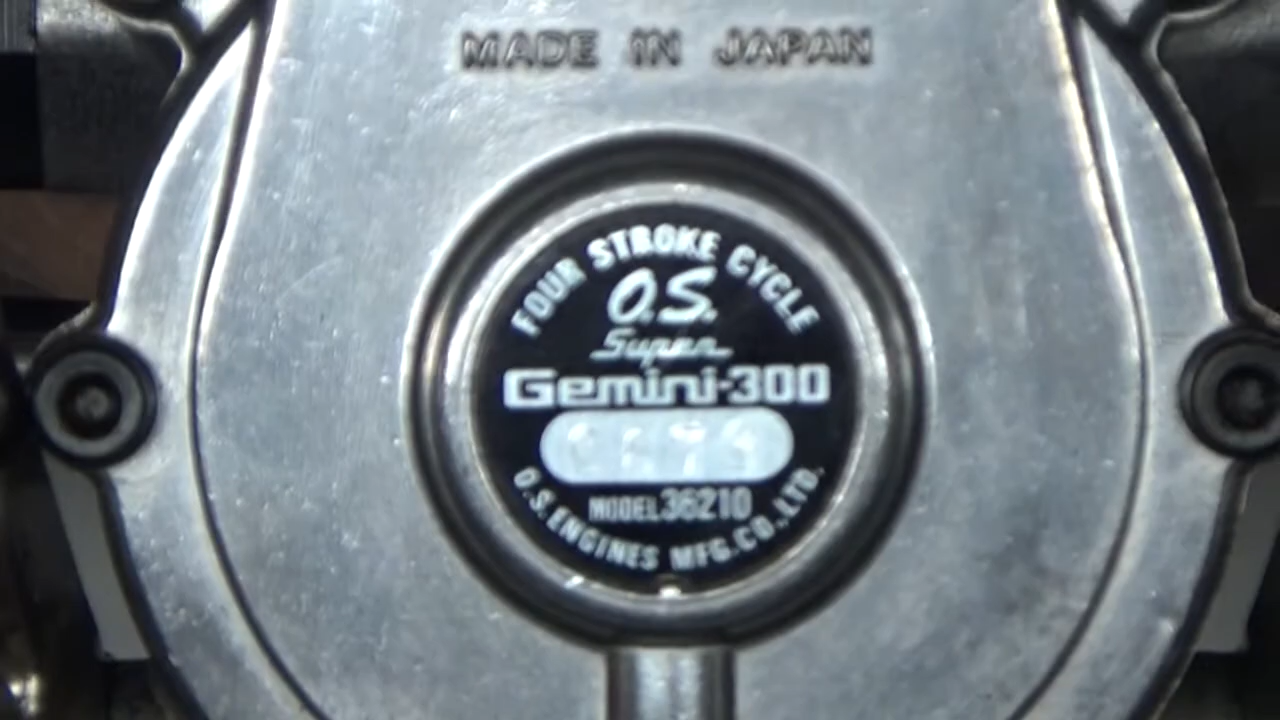 MADE IN JAPAN
FOUR STROKE CYCLE
O.S.
Super
Gemini-300
MODEL 36210
O.S. ENGINES MFG. CO., LTD.